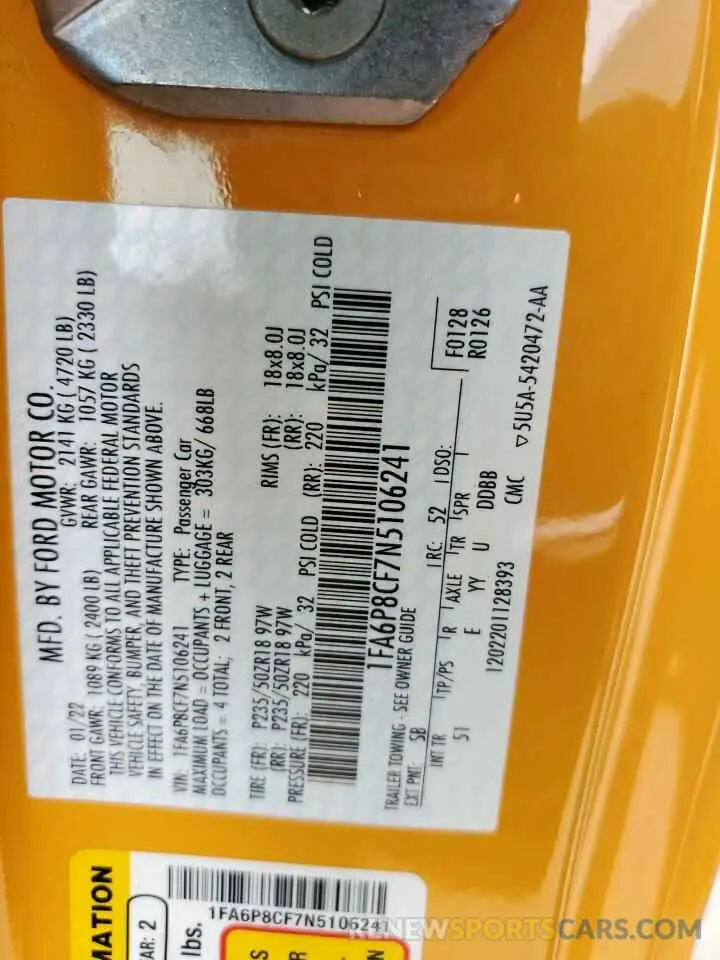 MFD. BY FORD MOTOR CO.
DATE: 01/22 GVWR: 2141 KG ( 4720 LB)
FRONT GAWR: 1089 KG ( 2400 LB) REAR GAWR: 1057 KG ( 2330 LB)
THIS VEHICLE CONFORMS TO ALL APPLICABLE FEDERAL MOTOR
VEHICLE SAFETY, BUMPER, AND THEFT PREVENTION STANDARDS
IN EFFECT ON THE DATE OF MANUFACTURE SHOWN ABOVE.
VIN: 1FA6P8CF7N5106241 TYPE: Passenger Car
MAXIMUM LOAD = OCCUPANTS + LUGGAGE = 303KG/ 668LB
OCCUPANTS = 4 TOTAL; 2 FRONT, 2 REAR
TIRE (FR): P235/50ZR18 97W RIMS (FR): 18x8.0J
(RR): P235/50ZR18 97W (RR): 18x8.0J
PRESSURE (FR): 220 kPa/ 32 PSI COLD (RR): 220 kPa/ 32 PSI COLD
1FA6P8CF7N5106241
TRAILER TOWING - SEE OWNER GUIDE
EXT PNT: SB RC: 52 DSO: F0128
R0126
INT TR TP/PS R AXLE TR SPR
51 E YY U DDBB
1202201128393 CMC ▽5U5A-5420472-AA
MATION
AR: 2
lbs.
1FA6P8CF7N5106241
S
R
N
RENEWSPORTSCARS.COM